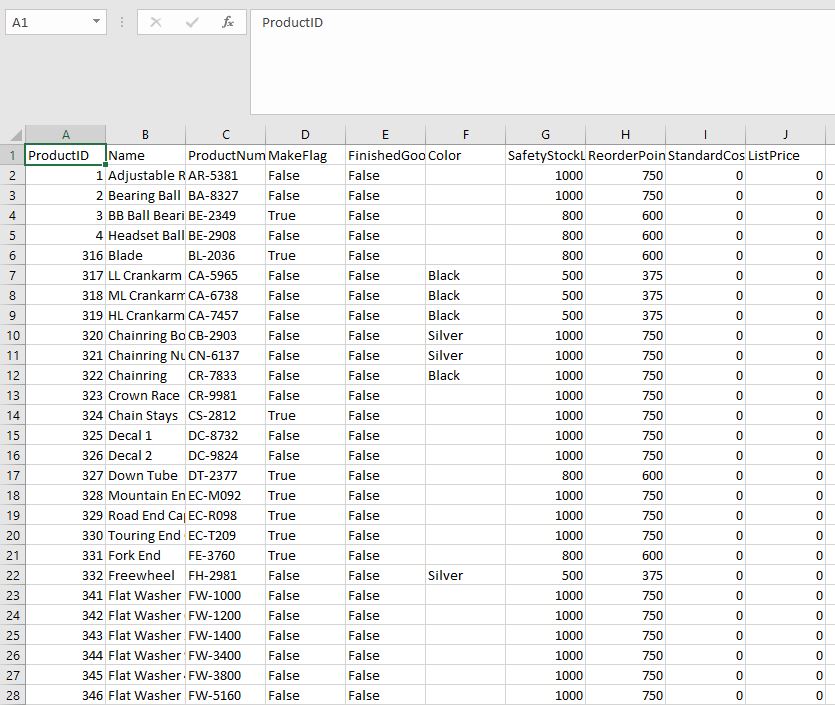 A1 fx ProductID
A B C D E F G H I J
1 ProductID Name ProductNum MakeFlag FinishedGoo Color SafetyStockL ReorderPoin StandardCos ListPrice
2 1 Adjustable R AR-5381 False False 1000 750 0 0
3 2 Bearing Ball BA-8327 False False 1000 750 0 0
4 3 BB Ball Beari BE-2349 True False 800 600 0 0
5 4 Headset Ball BE-2908 False False 800 600 0 0
6 316 Blade BL-2036 True False 800 600 0 0
7 317 LL Crankarm CA-5965 False False Black 500 375 0 0
8 318 ML Crankarm CA-6738 False False Black 500 375 0 0
9 319 HL Crankarm CA-7457 False False Black 500 375 0 0
10 320 Chainring Bo CB-2903 False False Silver 1000 750 0 0
11 321 Chainring Nu CN-6137 False False Silver 1000 750 0 0
12 322 Chainring CR-7833 False False Black 1000 750 0 0
13 323 Crown Race CR-9981 False False 1000 750 0 0
14 324 Chain Stays CS-2812 True False 1000 750 0 0
15 325 Decal 1 DC-8732 False False 1000 750 0 0
16 326 Decal 2 DC-9824 False False 1000 750 0 0
17 327 Down Tube DT-2377 True False 800 600 0 0
18 328 Mountain En EC-M092 True False 1000 750 0 0
19 329 Road End Cap EC-R098 True False 1000 750 0 0
20 330 Touring End EC-T209 True False 1000 750 0 0
21 331 Fork End FE-3760 True False 800 600 0 0
22 332 Freewheel FH-2981 False False Silver 500 375 0 0
23 341 Flat Washer FW-1000 False False 1000 750 0 0
24 342 Flat Washer FW-1200 False False 1000 750 0 0
25 343 Flat Washer FW-1400 False False 1000 750 0 0
26 344 Flat Washer FW-3400 False False 1000 750 0 0
27 345 Flat Washer FW-3800 False False 1000 750 0 0
28 346 Flat Washer FW-5160 False False 1000 750 0 0